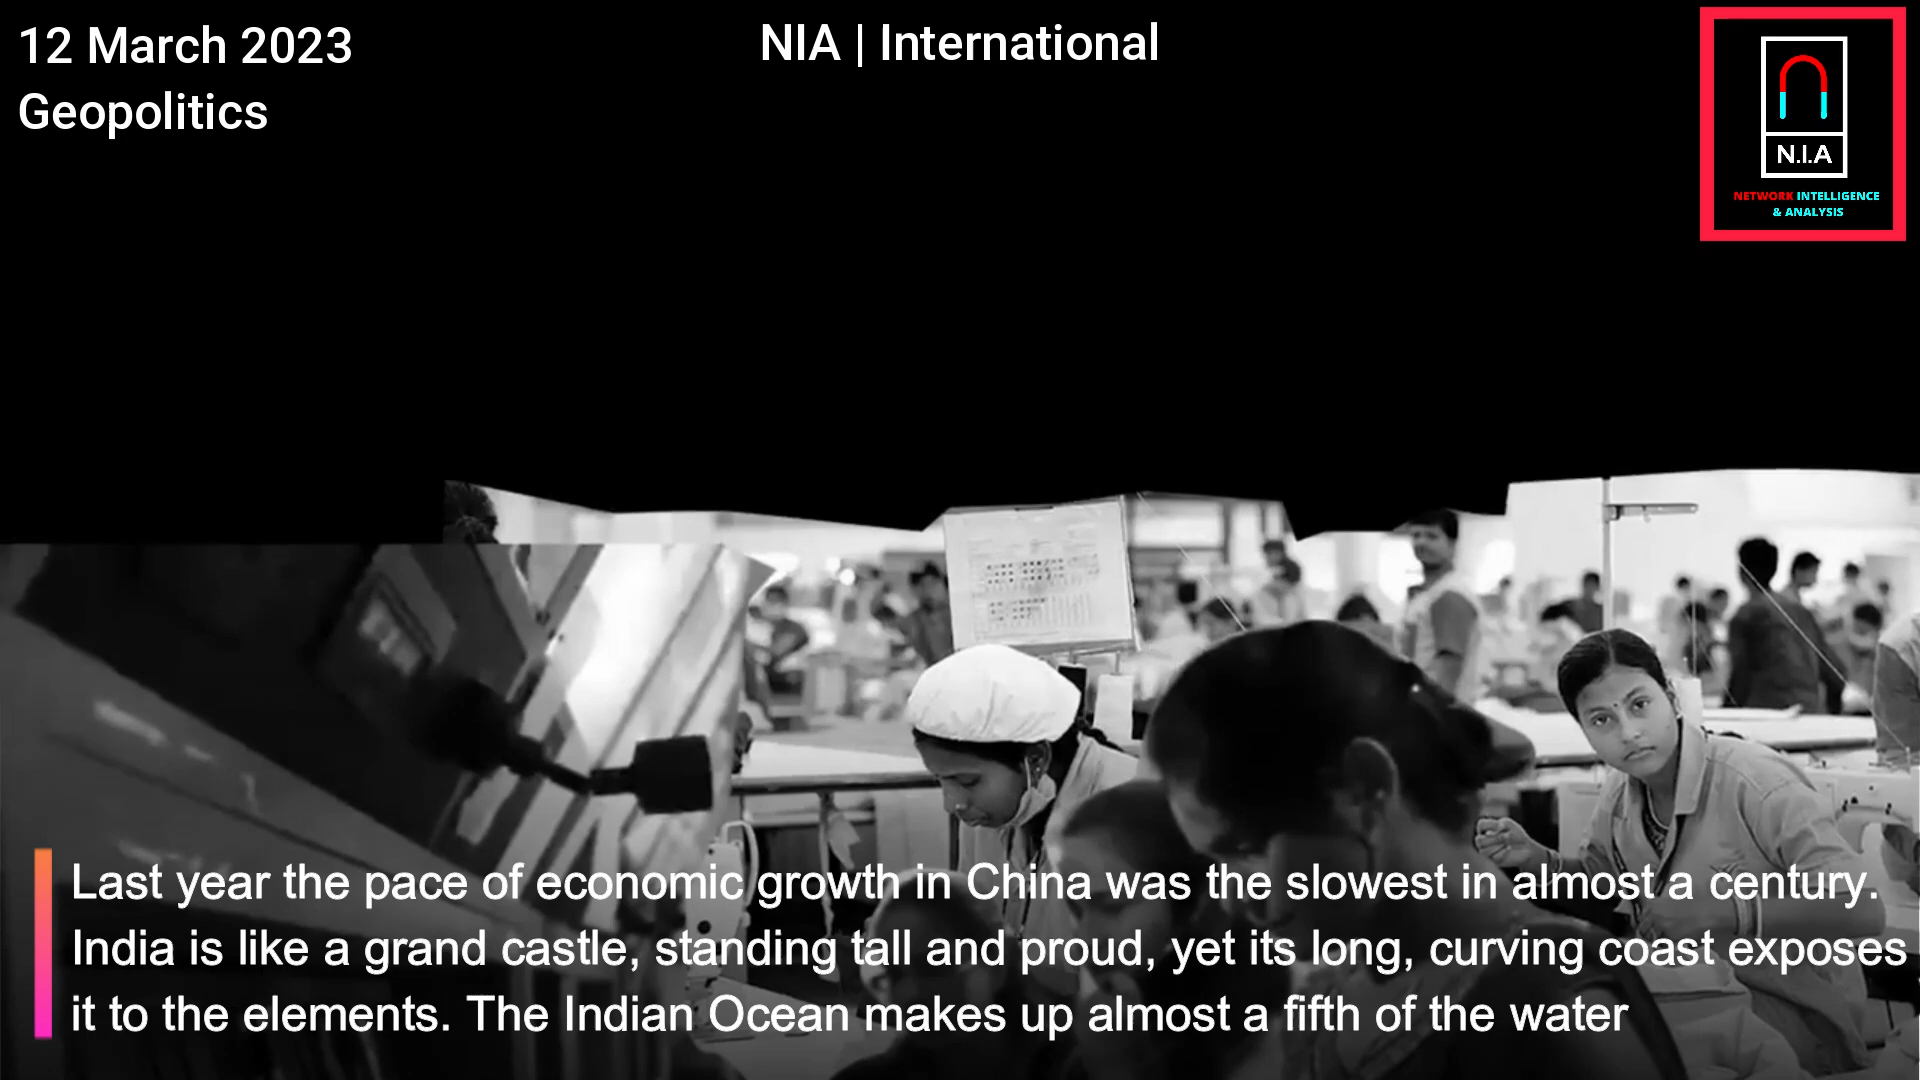 12 March 2023
Geopolitics
NIA | International
N.I.A
NETWORK INTELLIGENCE
& ANALYSIS
Last year the pace of economic growth in China was the slowest in almost a century.
India is like a grand castle, standing tall and proud, yet its long, curving coast exposes
it to the elements. The Indian Ocean makes up almost a fifth of the water